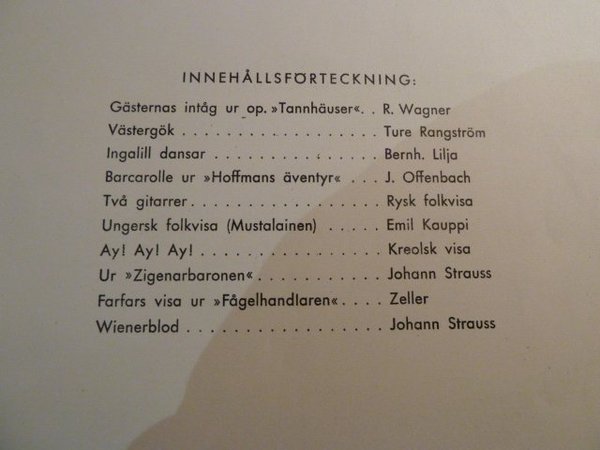 INNEHÅLLSFÖRTECKNING:
Gästernas intåg ur op. »Tannhäuser«. . R. Wagner
Västergök . . . . . . . . . . . . . . . . Ture Rangström
Ingalill dansar . . . . . . . . . . . . . Bernh. Lilja
Barcarolle ur »Hoffmans äventyr« . . . J. Offenbach
Två gitarrer . . . . . . . . . . . . . . . Rysk folkvisa
Ungersk folkvisa (Mustalainen) . . . . . Emil Kauppi
Ay! Ay! Ay! . . . . . . . . . . . . . . . Kreolsk visa
Ur »Zigenarbaronen« . . . . . . . . . . . Johann Strauss
Farfars visa ur »Fågelhandlaren« . . . . Zeller
Wienerblod . . . . . . . . . . . . . . . . Johann Strauss